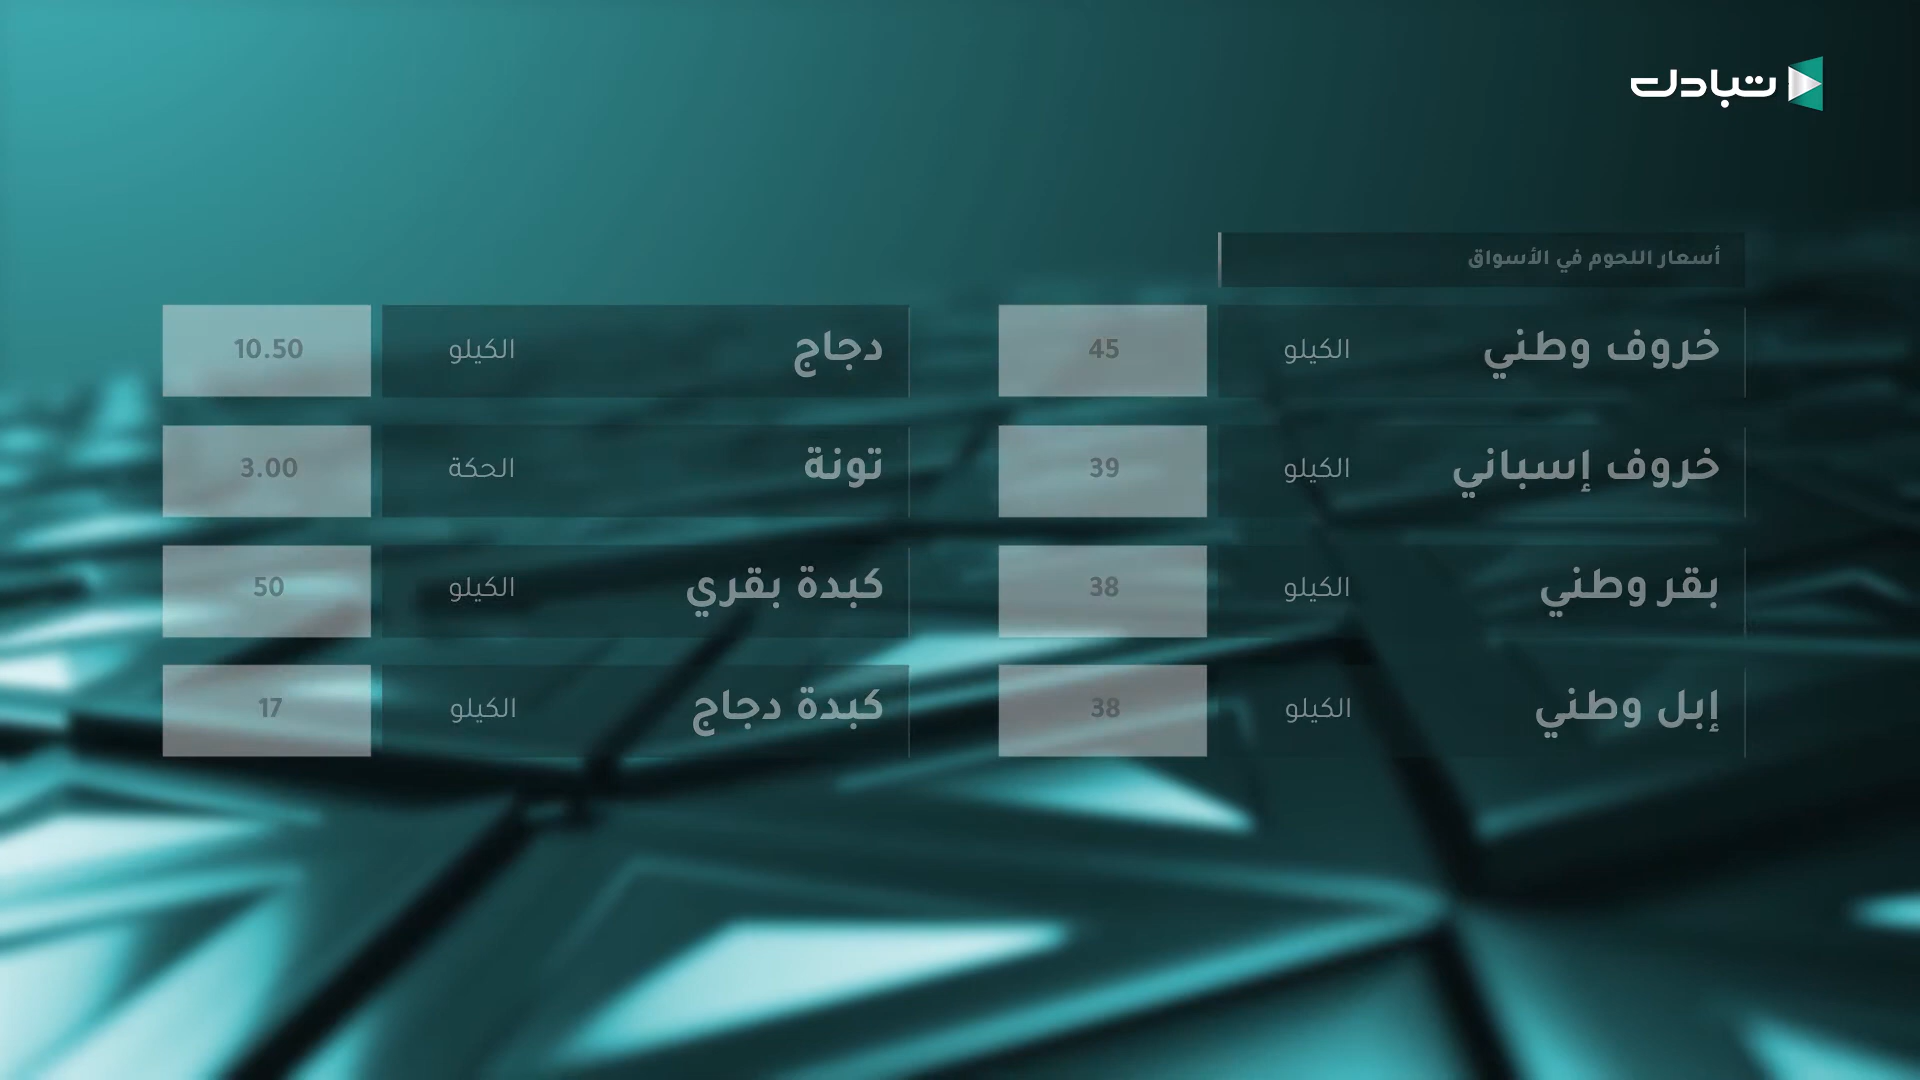 تبادل
أسعار اللحوم في الأسواق
خروف وطني الكيلو 45
خروف إسباني الكيلو 39
بقر وطني الكيلو 38
إبل وطني الكيلو 38
دجاج الكيلو 10.50
تونة الحكة 3.00
كبدة بقري الكيلو 50
كبدة دجاج الكيلو 17